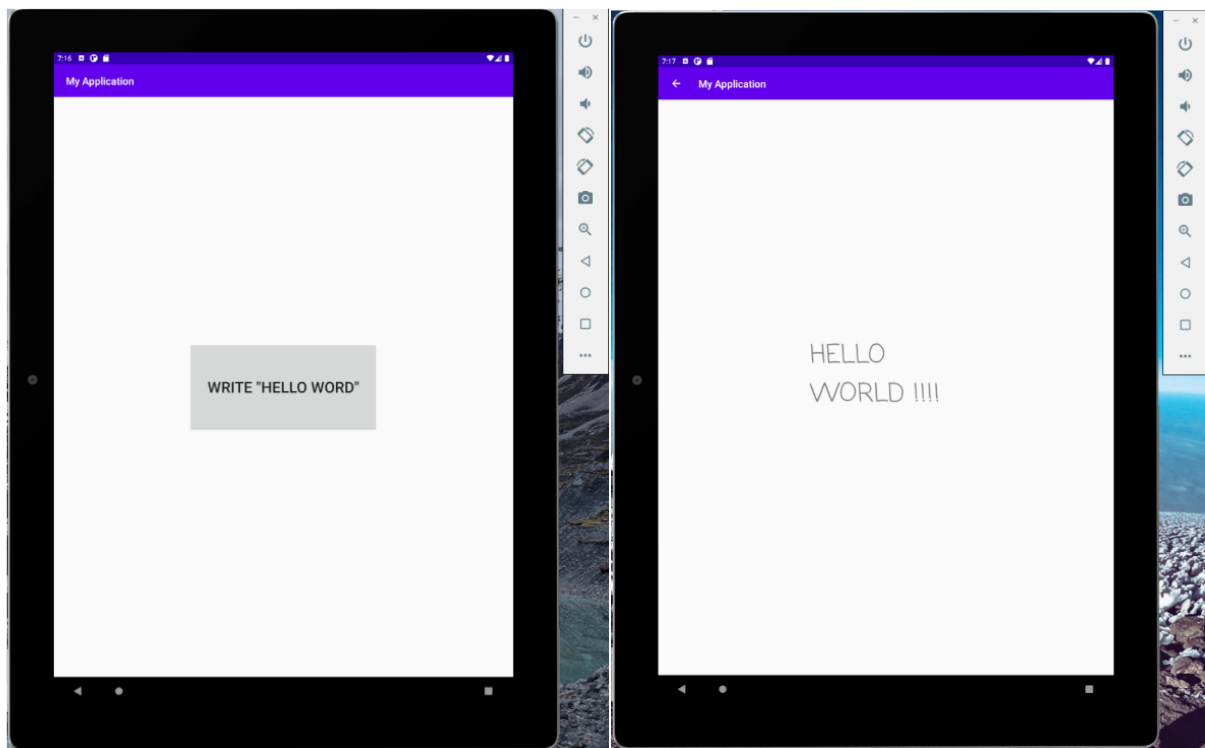 7:16
My Application
WRITE "HELLO WORD"
7:17
My Application
HELLO
WORLD !!!!